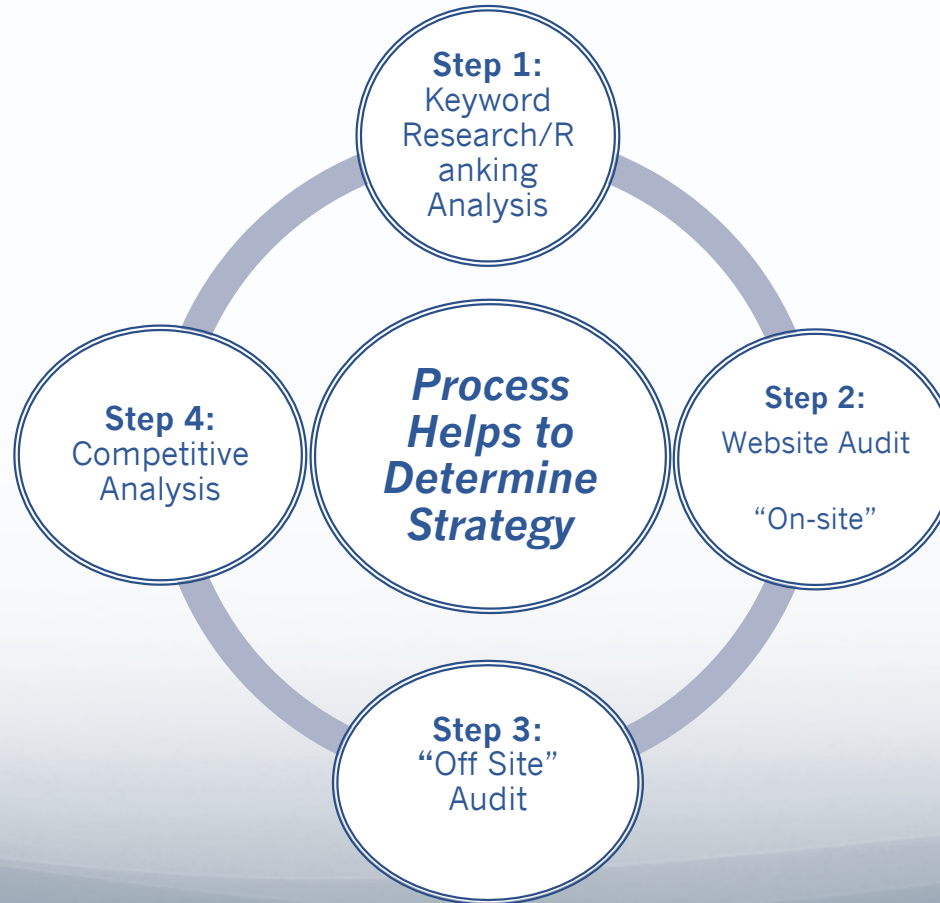 Step 1:
Keyword
Research/R
anking
Analysis
Step 4:
Competitive
Analysis
Process
Helps to
Determine
Strategy
Step 2:
Website Audit
“On-site”
Step 3:
“Off Site”
Audit